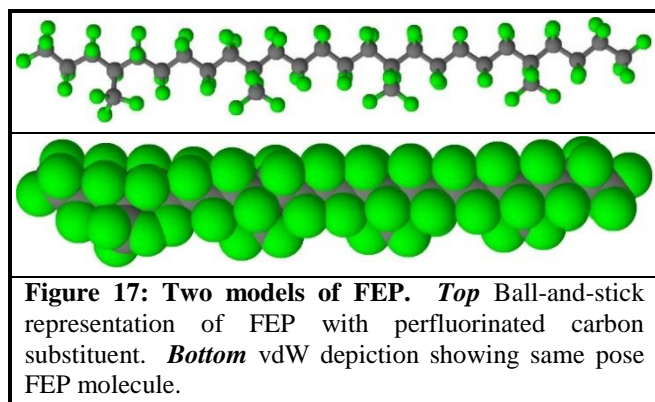 Figure 17: Two models of FEP. Top Ball-and-stick
representation of FEP with perfluorinated carbon
substituent. Bottom vdW depiction showing same pose
FEP molecule.